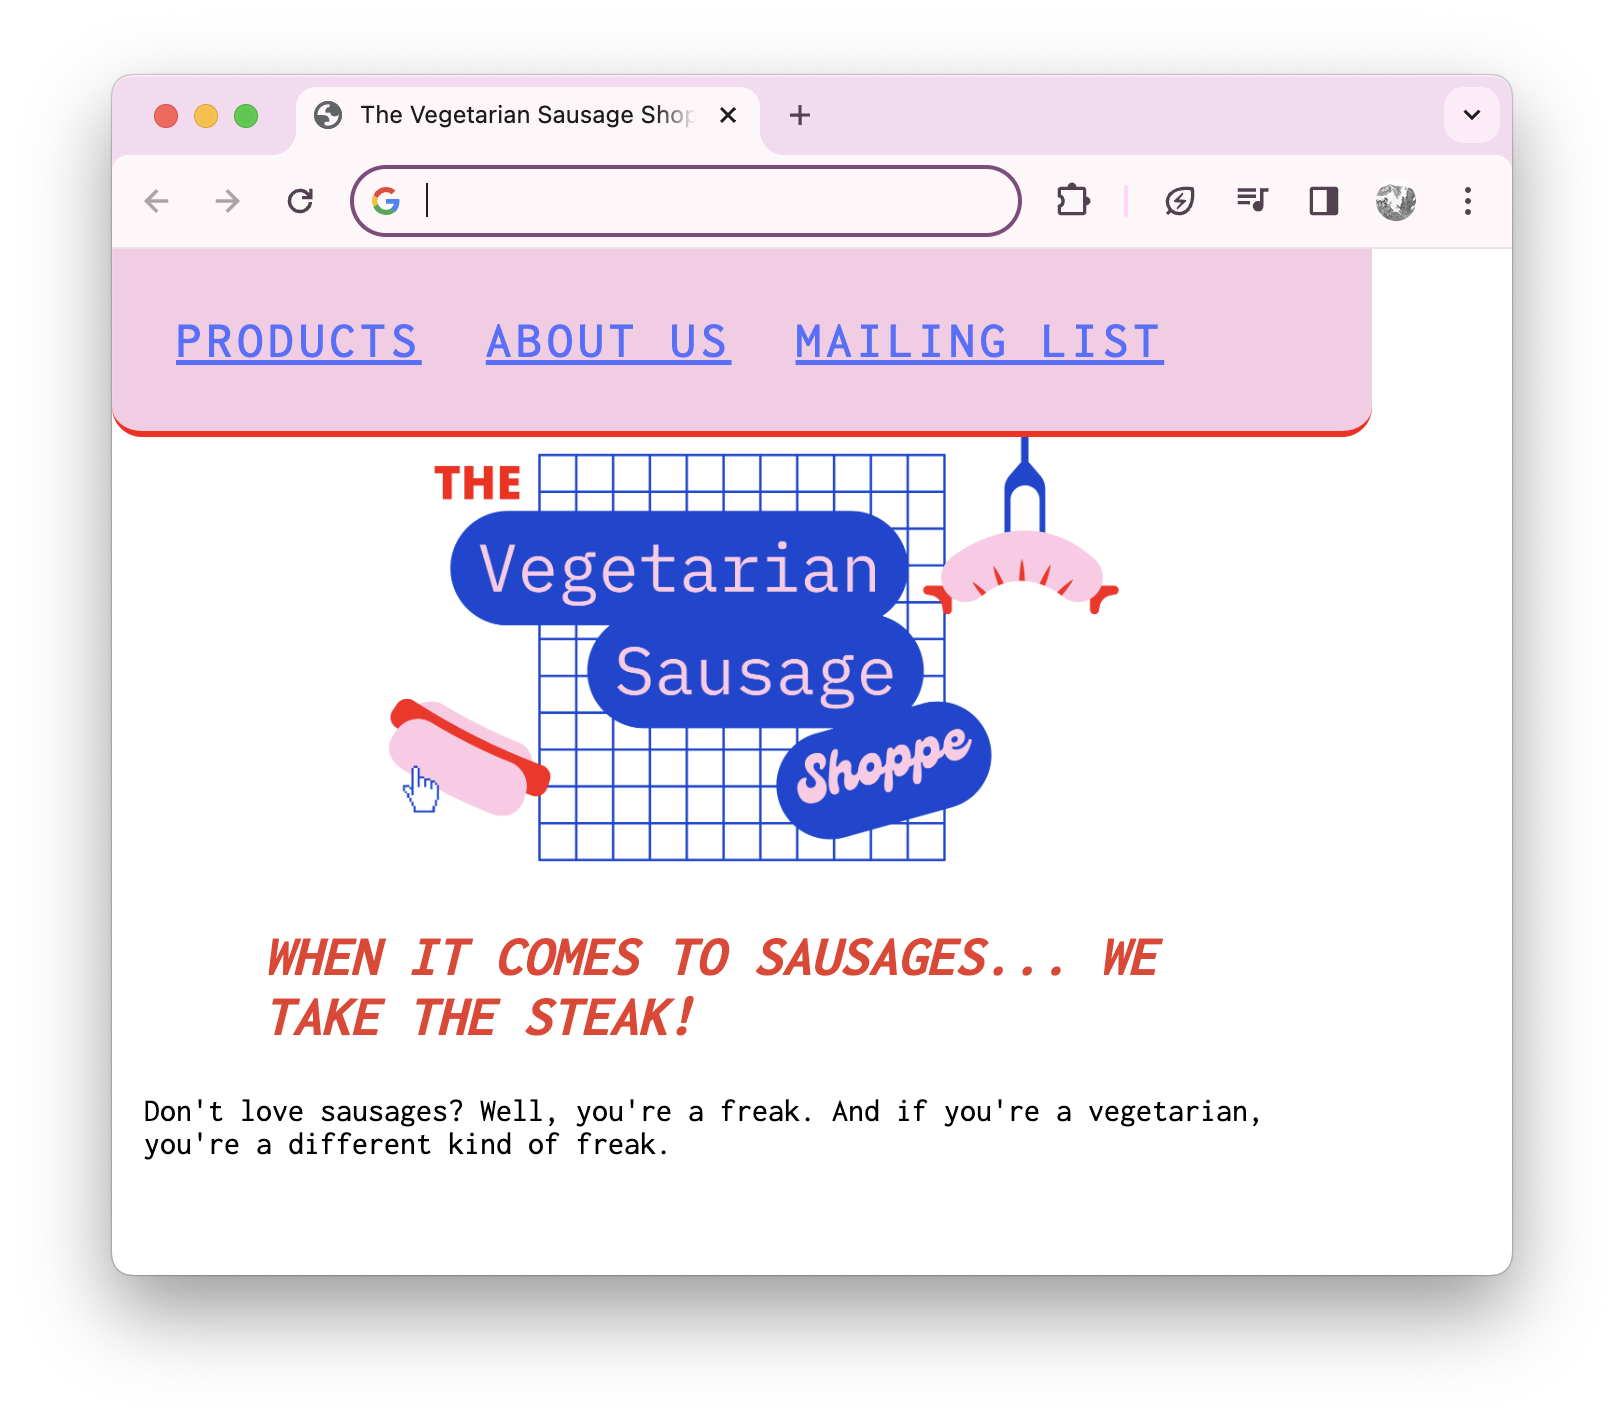 The Vegetarian Sausage Shop
PRODUCTS ABOUT US MAILING LIST
THE
Vegetarian
Sausage
Shoppe
WHEN IT COMES TO SAUSAGES... WE
TAKE THE STEAK!
Don't love sausages? Well, you're a freak. And if you're a vegetarian,
you're a different kind of freak.